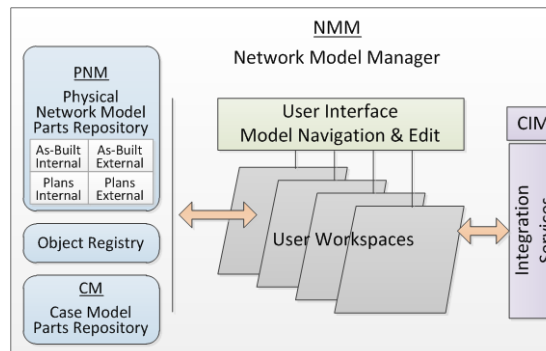 NMM
Network Model Manager
PNM
Physical
Network Model
Parts Repository
As-Built Internal
As-Built External
Plans Internal
Plans External
Object Registry
CM
Case Model
Parts Repository
User Interface
Model Navigation & Edit
User Workspaces
CIM
Integration
Services